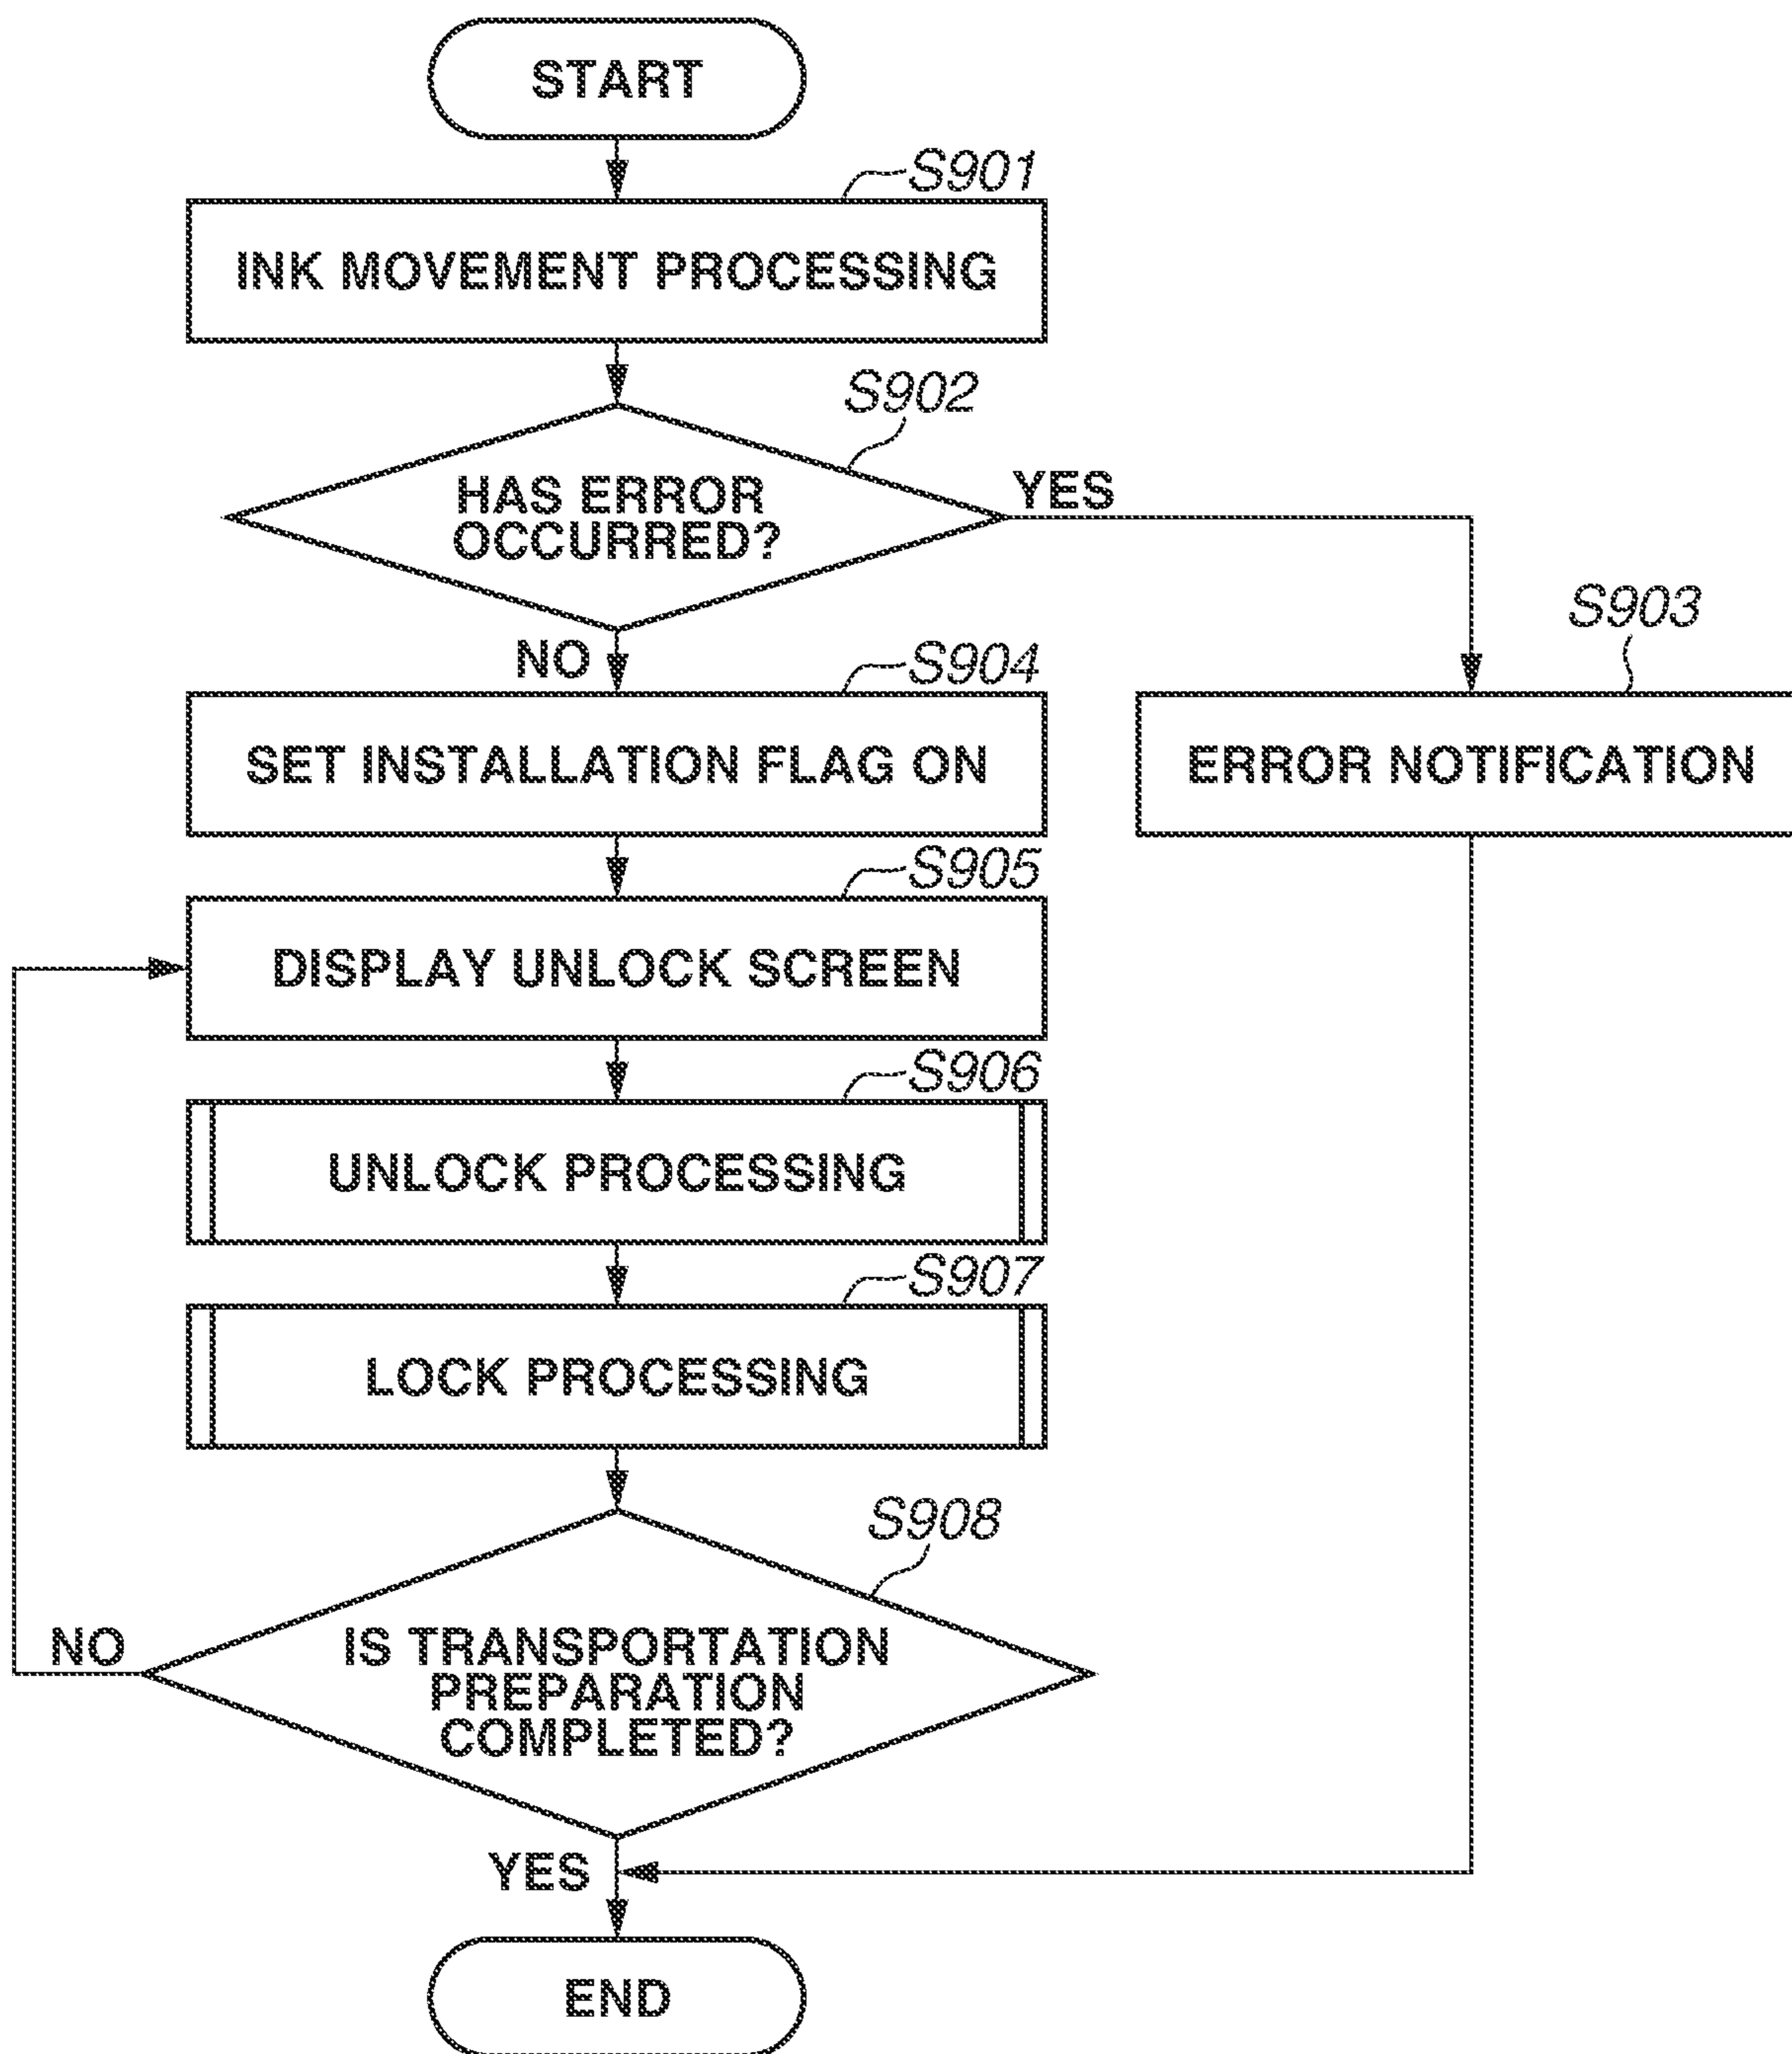 START
S901
INK MOVEMENT PROCESSING
S902
HAS ERROR
OCCURRED?
YES
S903
NO
S904
SET INSTALLATION FLAG ON
ERROR NOTIFICATION
S905
DISPLAY UNLOCK SCREEN
S906
UNLOCK PROCESSING
S907
LOCK PROCESSING
S908
NO
IS TRANSPORTATION
PREPARATION
COMPLETED?
YES
END